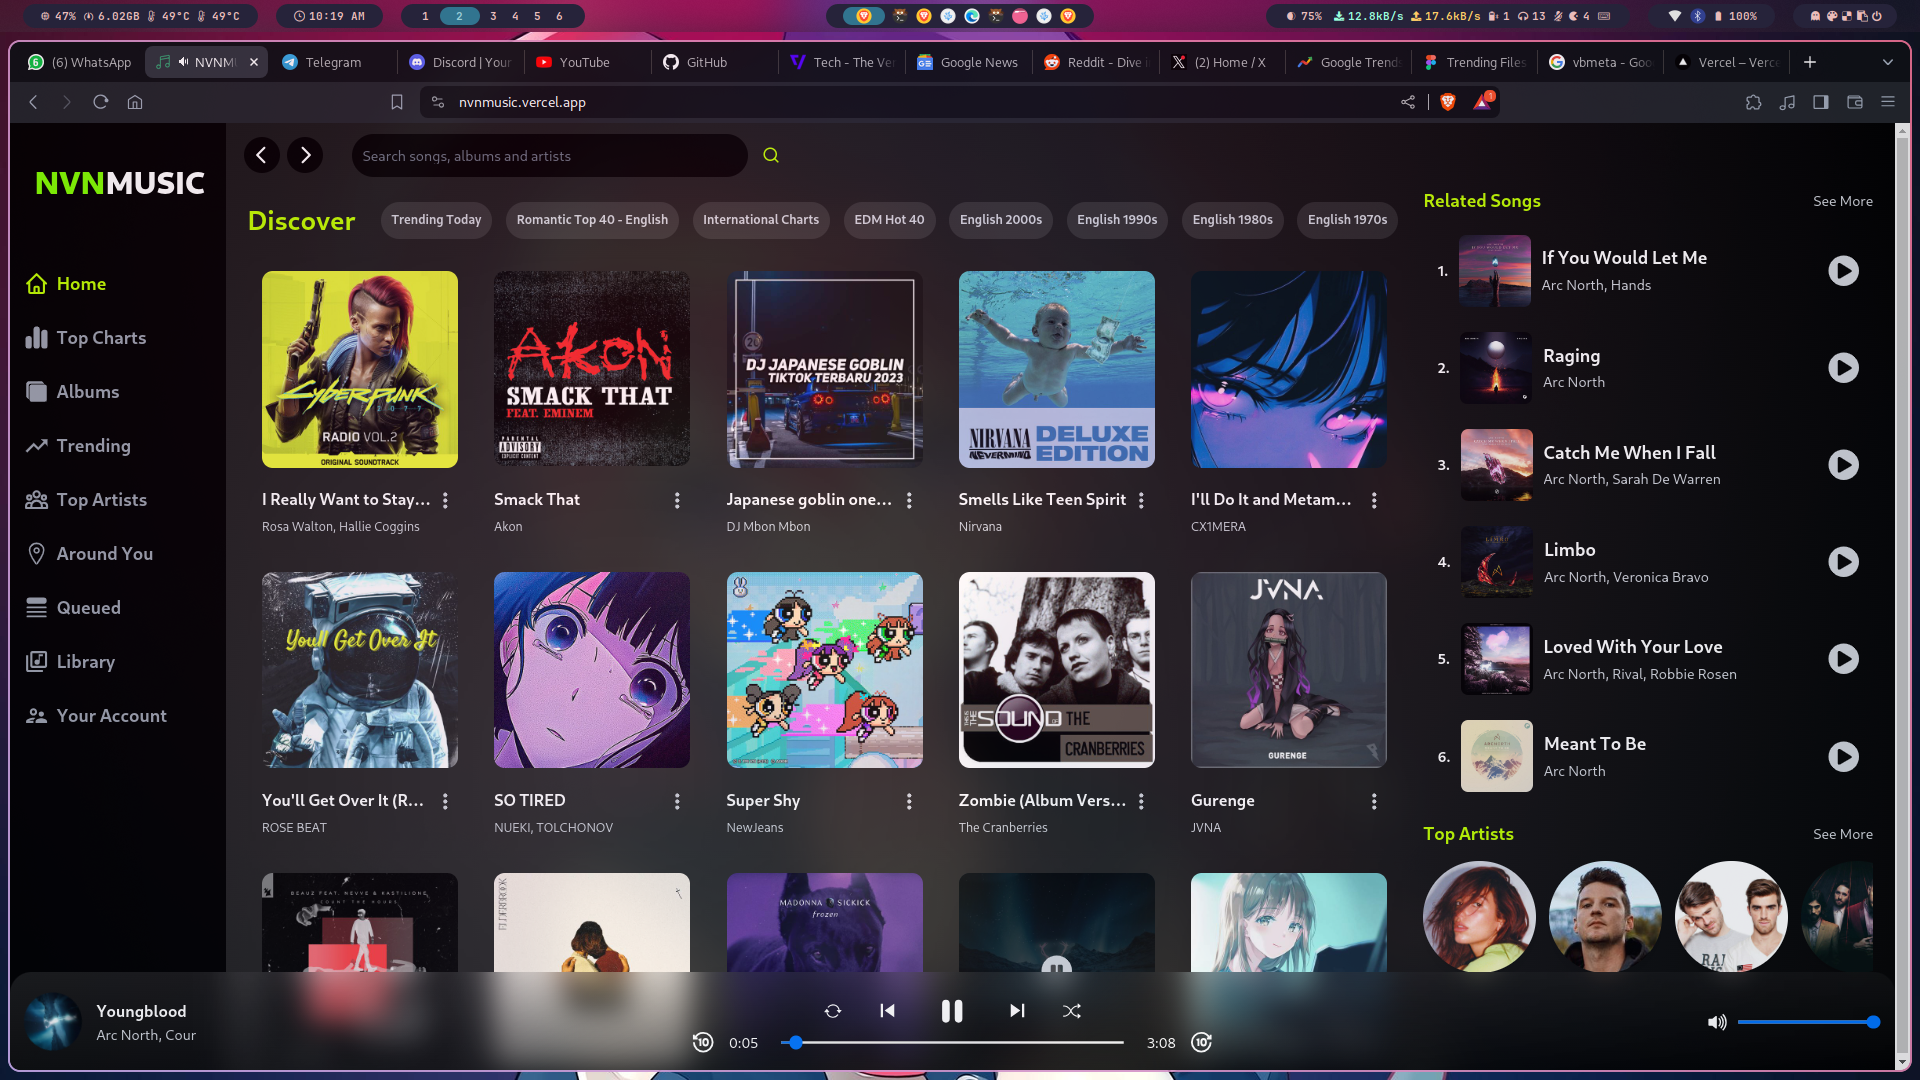 47% 6.02GB 49°C 49°C
10:19 AM
1 2 3 4 5 6
75% 12.8kB/s 17.6kB/s 1 13 4
100%
(6) WhatsApp
NVNM
Telegram
Discord | Your
YouTube
GitHub
Tech - The Ver
Google News
Reddit - Dive i
(2) Home / X
Google Trends
Trending Files
vbmeta - Goo
Vercel – Verce
nvnmusic.vercel.app
NVNMUSIC
Home
Top Charts
Albums
Trending
Top Artists
Around You
Queued
Library
Your Account
Search songs, albums and artists
Discover
Trending Today
Romantic Top 40 - English
International Charts
EDM Hot 40
English 2000s
English 1990s
English 1980s
English 1970s
CYBERPUNK
2077
RADIO VOL.2
ORIGINAL SOUNDTRACK
AKON
SMACK THAT
FEAT. EMINEM
PARENTAL
ADVISORY
EXPLICIT CONTENT
DJ JAPANESE GOBLIN
TIKTOK TERBARU 2023
NIRVANA
NEVERMIND
DELUXE
EDITION
I Really Want to Stay...
Rosa Walton, Hallie Coggins
Smack That
Akon
Japanese goblin one...
DJ Mbon Mbon
Smells Like Teen Spirit
Nirvana
I'll Do It and Metam...
CX1MERA
Youll Get Over It
THE SOUND OF THE
CRANBERRIES
JVNA
GURENGE
You'll Get Over It (R...
ROSE BEAT
SO TIRED
NUEKI, TOLCHONOV
Super Shy
NewJeans
Zombie (Album Vers...
The Cranberries
Gurenge
JVNA
BEAUZ FEAT. HEVVE & KASTILIONE
COUNT THE HOURS
MADONNA SICKICK
frozen
Related Songs
See More
1.
If You Would Let Me
Arc North, Hands
2.
Raging
Arc North
3.
Catch Me When I Fall
Arc North, Sarah De Warren
4.
Limbo
Arc North, Veronica Bravo
5.
Loved With Your Love
Arc North, Rival, Robbie Rosen
6.
Meant To Be
Arc North
Top Artists
See More
Youngblood
Arc North, Cour
10
0:05
3:08
10